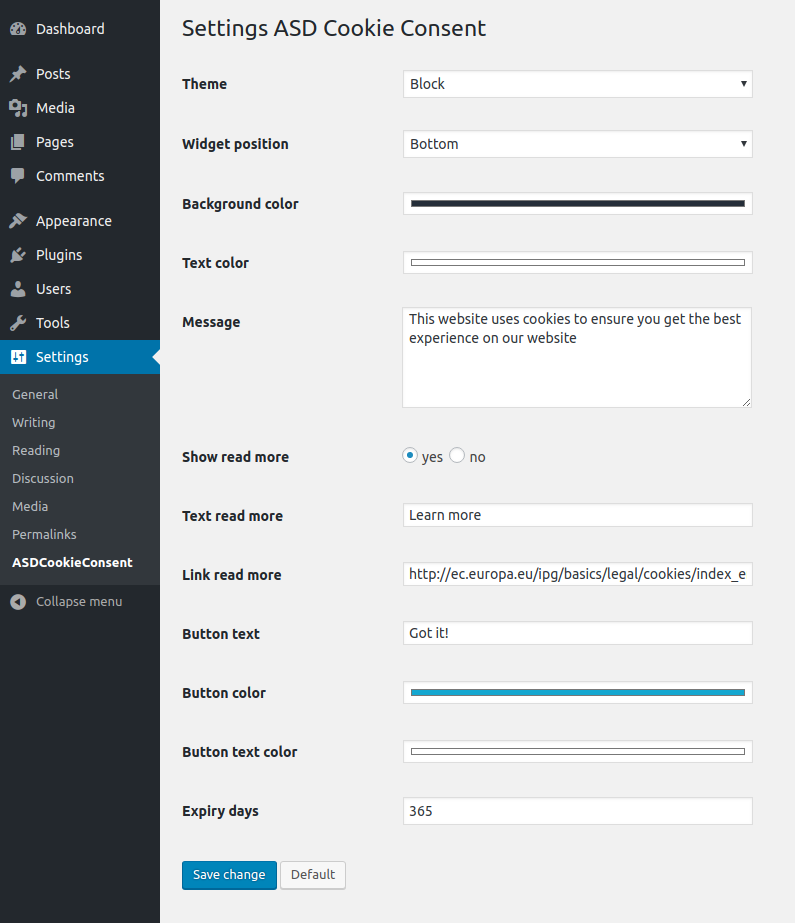 Dashboard
Posts
Media
Pages
Comments
Appearance
Plugins
Users
Tools
Settings
General
Writing
Reading
Discussion
Media
Permalinks
ASDCookieConsent
Collapse menu
Settings ASD Cookie Consent
Theme Block
Widget position Bottom
Background color
Text color
Message This website uses cookies to ensure you get the best
experience on our website
Show read more yes no
Text read more Learn more
Link read more http://ec.europa.eu/ipg/basics/legal/cookies/index_e
Button text Got it!
Button color
Button text color
Expiry days 365
Save change Default